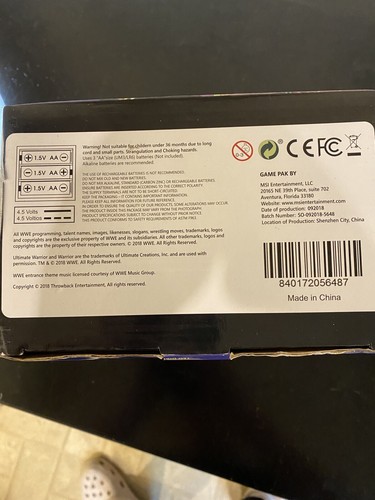 1.5V AA
1.5V AA
1.5V AA
4.5 Volts
4.5 Voltios
Warning! Not suitable for children under 36 months due to long
cord and small parts. Strangulation and Choking hazards.
Uses 3 "AA"Size (UM3/LR6) batteries (Not included).
Alkaline batteries are recommended
THE USE OF RECHARGEABLE BATTERIES IS NOT RECOMMENDED.
DO NOT MIX OLD AND NEW BATTERIES
DO NOT MIX ALKALINE, STANDARD (CARBON ZINC) OR RECHARGEABLE BATTERIES.
ENSURE BATTERIES ARE INSERTED ACCORDING TO THE CORRECT POLARITY
THE SUPPLY TERMINALS ARE NOT TO BE SHORT-CIRCUITED.
KEEP THE PACKAGING - IT CONTAINS IMPORTANT INFORMATION.
PLEASE KEEP ALL INFORMATION FOR FUTURE REFERENCE.
IN ORDER TO IMPROVE THE QUALITY OF OUR PRODUCTS, SOME ALTERATIONS MAY OCCUR.
THE PRODUCT INSIDE THIS PACKAGE MAY VARY FROM THE PHOTOGRAPH.
PRODUCT SPECIFICATIONS SUBJECT TO CHANGE WITHOUT PRIOR NOTICE
THIS PRODUCT CONFORMS TO THE SAFETY REQUIREMENTS OF ASTM F963
0-3
CE FC
GAME PAK BY
MSI Entertainment, LLC
20165 NE 39th Place, suite 702
Aventura, Florida 33180
Website: www.msientertainment.com
Date of production: 092018
Batch Number: SO-092018-5648
Location of Production: Shenzhen City, China
All WWE programming, talent names, images, likenesses, slogans, wrestling moves, trademarks, logos
and copyrights are the exclusive property of WWE and its subsidiaries. All other trademarks, logos
and copyrights are the property of their respective owners. © 2018 WWE. All Rights Reserved.
Ultimate Warrior and Warrior are the trademarks of Ultimate Creations, Inc. and are used with
permission. TM & © 2018 WWE. All Rights Reserved.
WWE entrance theme music licensed courtesy of WWE Music Group.
Copyright © 2018 Throwback Entertainment, All rights reserved.
840172056487
Made in China